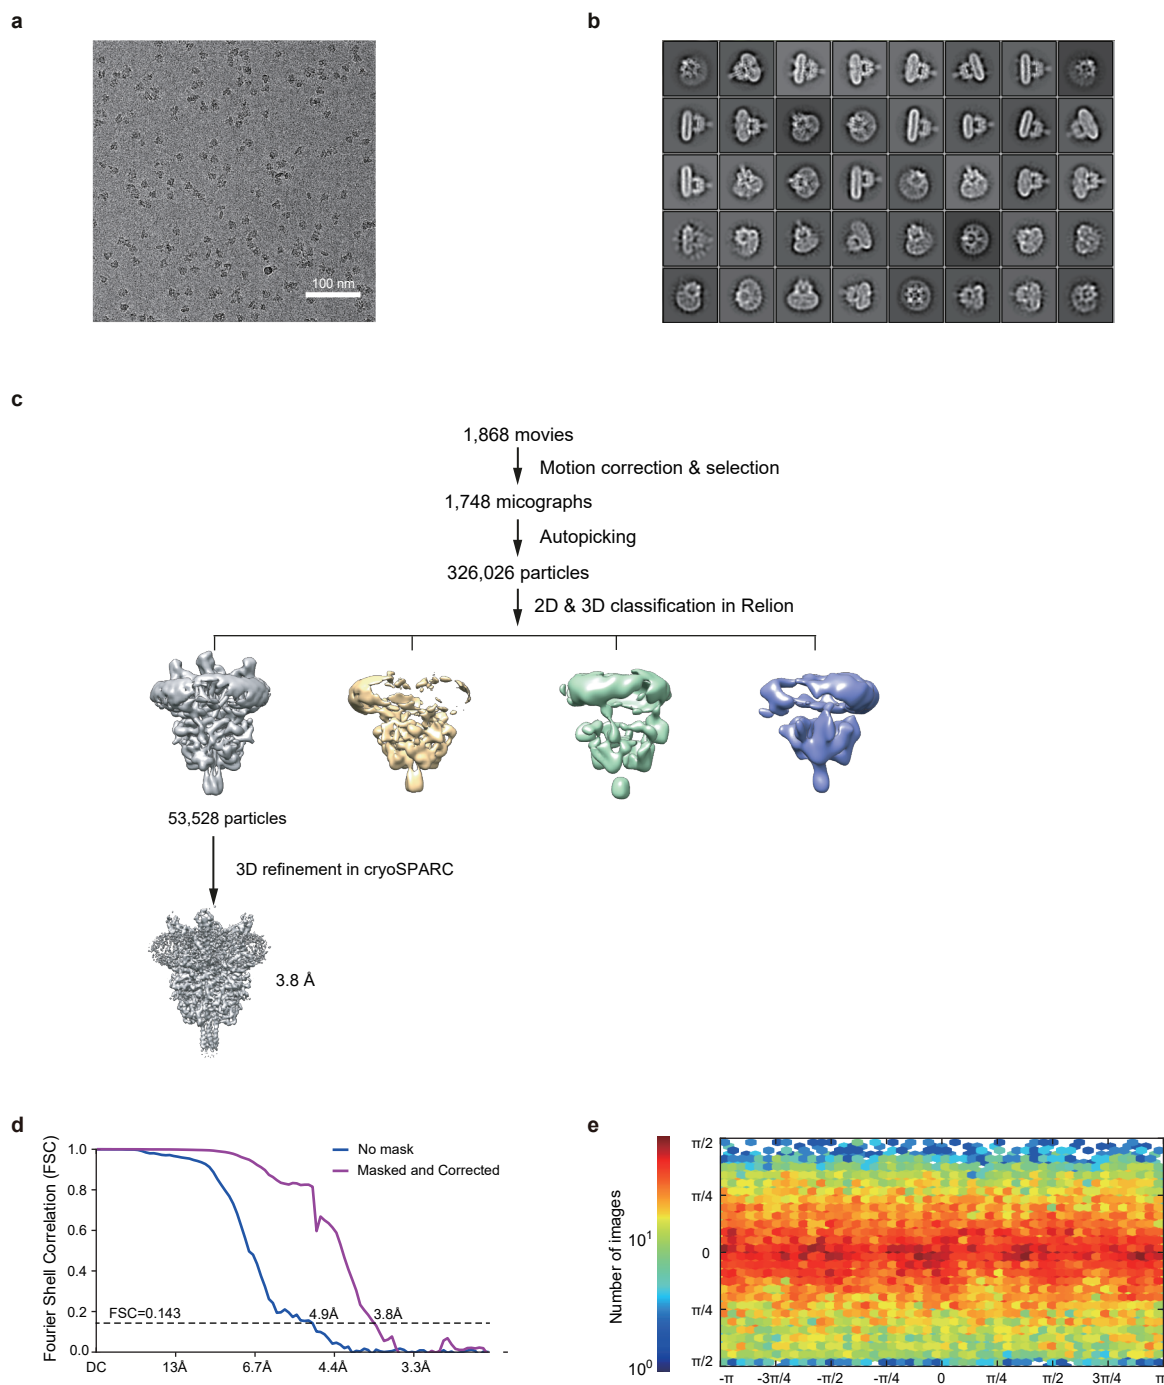 a
b
100 nm
c
1,868 movies
Motion correction & selection
1,748 micographs
Autopicking
326,026 particles
2D & 3D classification in Relion
53,528 particles
3D refinement in cryoSPARC
3.8 Å
d
Fourier Shell Correlation (FSC)
1.0
0.8
0.6
0.4
0.2
0.0
No mask
Masked and Corrected
FSC=0.143
4.9Å
3.8Å
DC
13A
6.7A
4.4A
3.3A
e
Number of images
10¹
10⁰
π/2
π/4
0
π/4
π/2
-π
-3π/4
-π/2
-π/4
0
π/4
π/2
3π/4
π